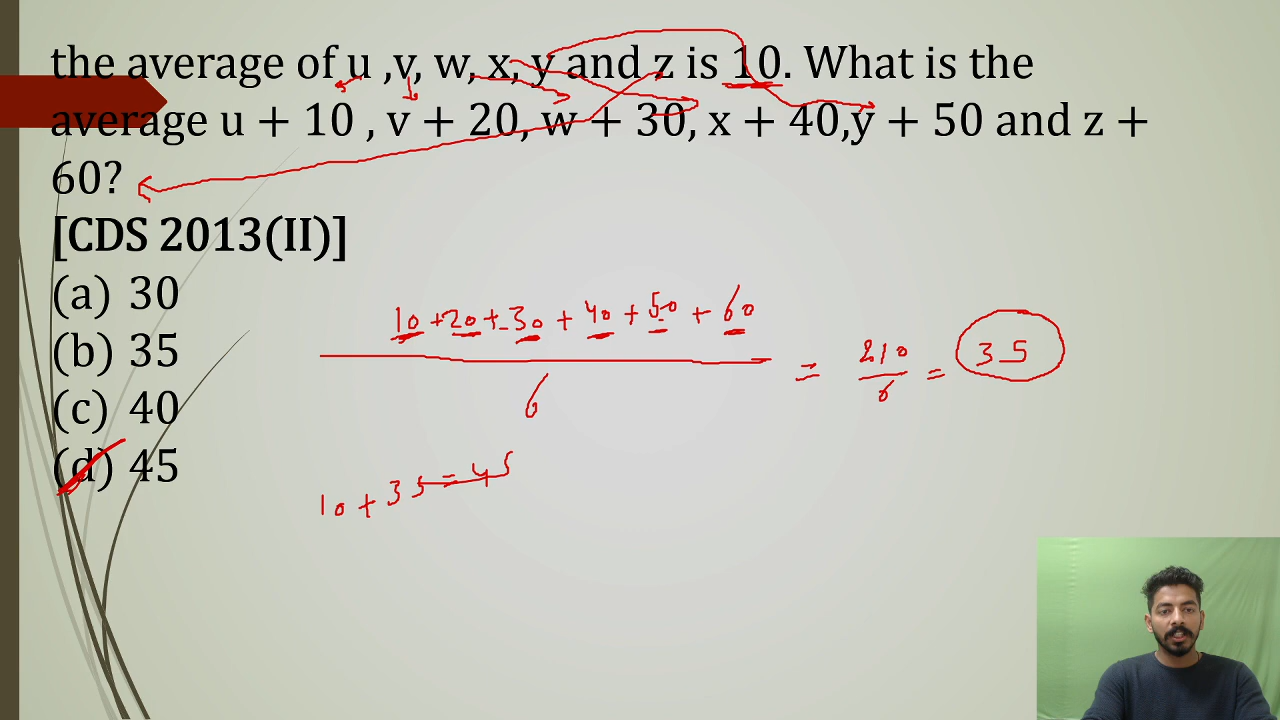 the average of u ,v, w, x, y and z is 10. What is the
average u + 10 , v + 20, w + 30, x + 40,y + 50 and z +
60?
[CDS 2013(II)]
(a) 30
(b) 35
(c) 40
(d) 45
10 + 20 + 30 + 40 + 50 + 60
6
= 210
6
= 35
10 + 35 = 45